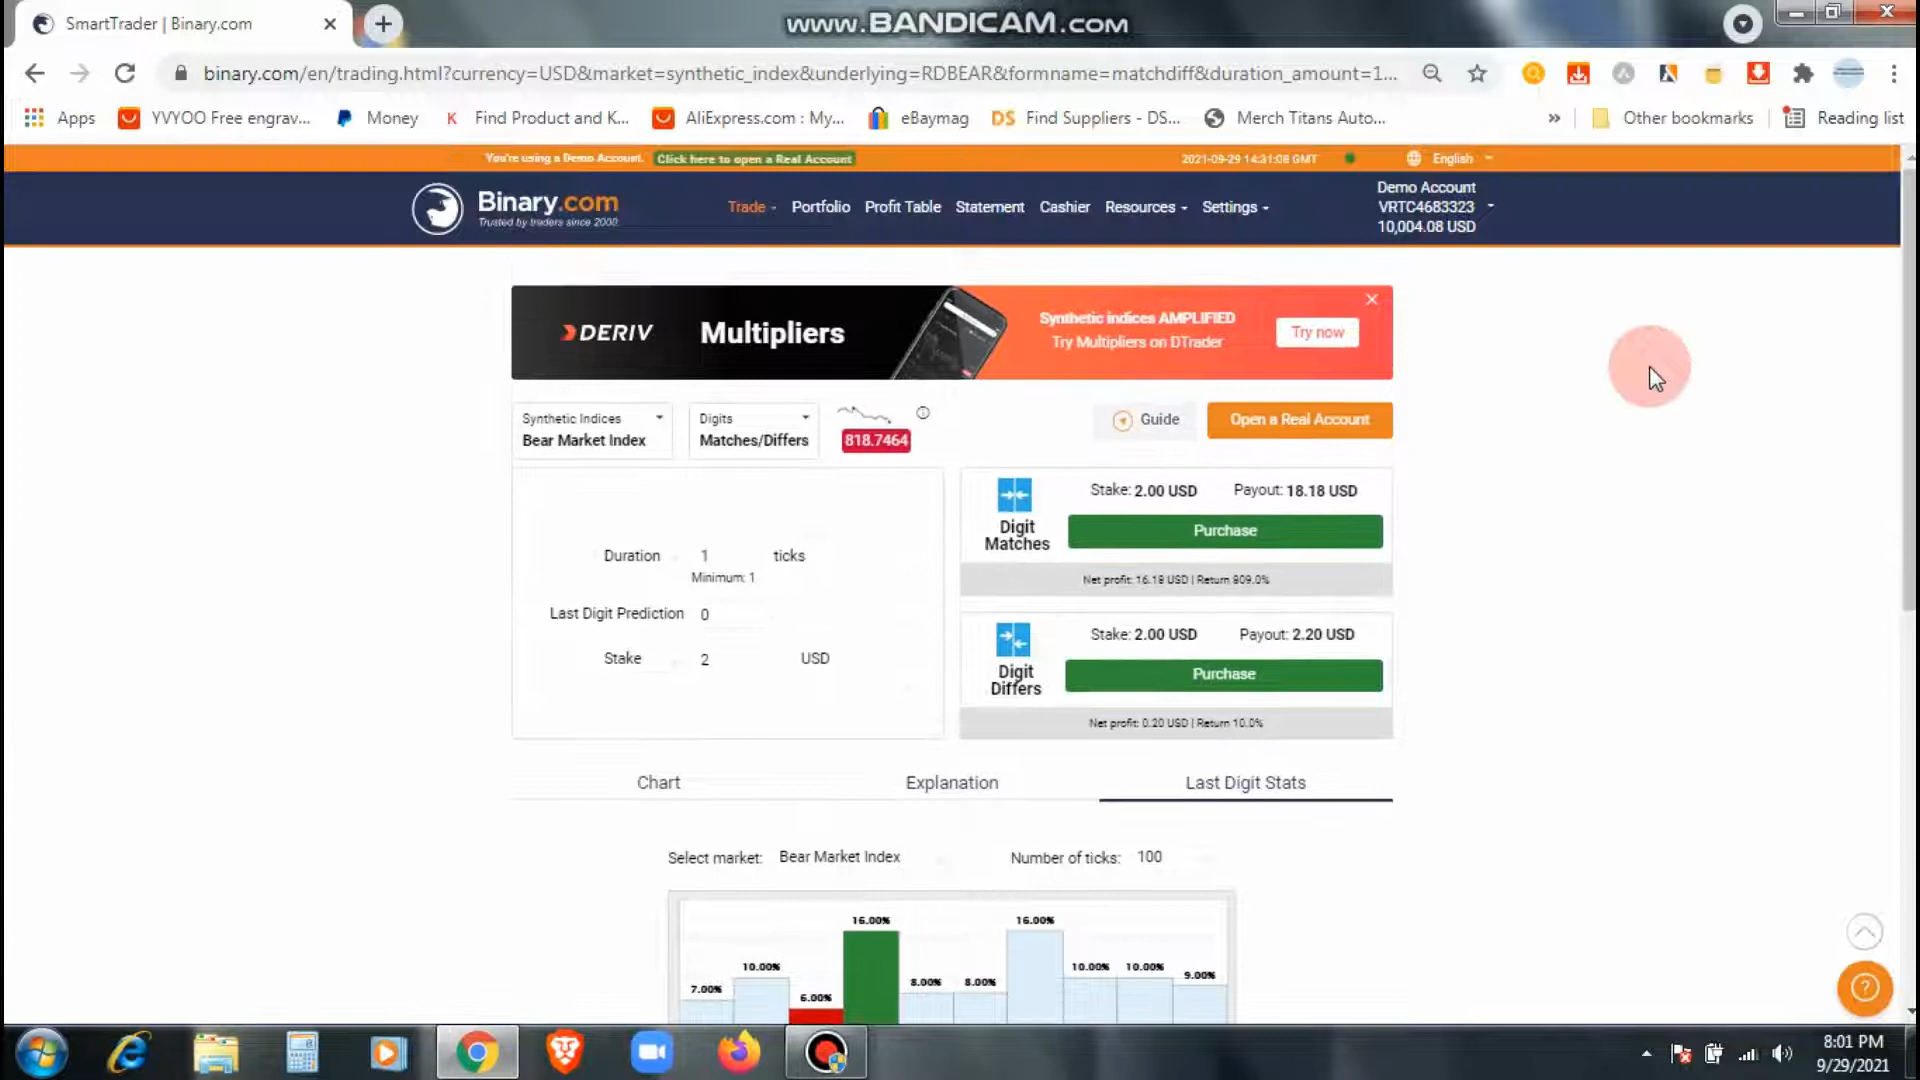 SmartTrader | Binary.com
www.BANDICAM.com
binary.com/en/trading.html?currency=USD&market=synthetic_index&underlying=RDBEAR&formname=matchdiff&duration_amount=1...
Apps
YVYOO Free engrav...
Money
Find Product and K...
AliExpress.com : My...
eBaymag
DS Find Suppliers - DS...
Merch Titans Auto...
»
Other bookmarks
Reading list
You're using a Demo Account. Click here to open a Real Account
2021-09-29 14:31:08 GMT
English
Binary.com
Trusted by traders since 2000
Trade
Portfolio
Profit Table
Statement
Cashier
Resources
Settings
Demo Account
VRTC4683323
10,004.08 USD
DERIV
Multipliers
Synthetic indices AMPLIFIED
Try Multipliers on DTrader
Try now
Synthetic Indices
Bear Market Index
Digits
Matches/Differs
818.7464
Guide
Open a Real Account
Duration 1 ticks
Minimum: 1
Last Digit Prediction 0
Stake 2 USD
Digit
Matches
Stake: 2.00 USD Payout: 18.18 USD
Purchase
Net profit: 16.18 USD | Return 809.0%
Digit
Differs
Stake: 2.00 USD Payout: 2.20 USD
Purchase
Net profit: 0.20 USD | Return 10.0%
Chart
Explanation
Last Digit Stats
Select market: Bear Market Index
Number of ticks: 100
7.00%
10.00%
6.00%
16.00%
8.00%
8.00%
16.00%
10.00%
10.00%
9.00%
8:01 PM
9/29/2021